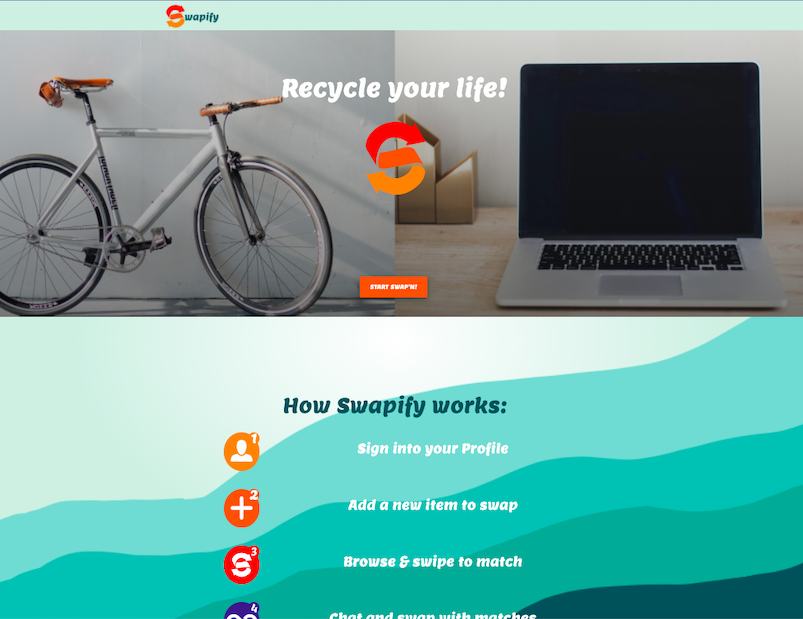 Swapify
Recycle your life!
START SWAP'N!
How Swapify works:
1
Sign into your Profile
2
Add a new item to swap
3
Browse & swipe to match
4
Chat and swap with matches